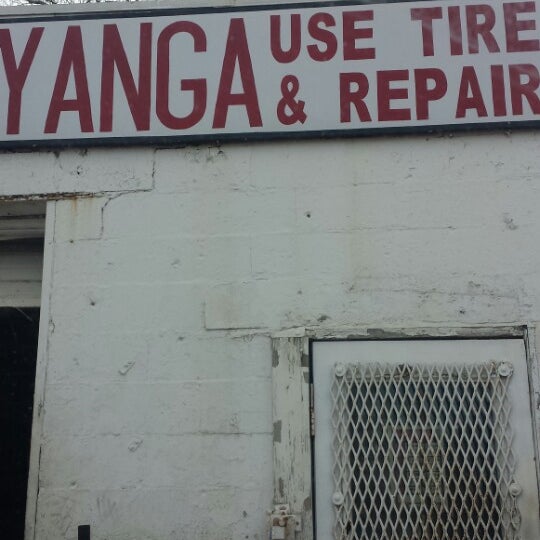 YANGA
USE TIRE
& REPAIR